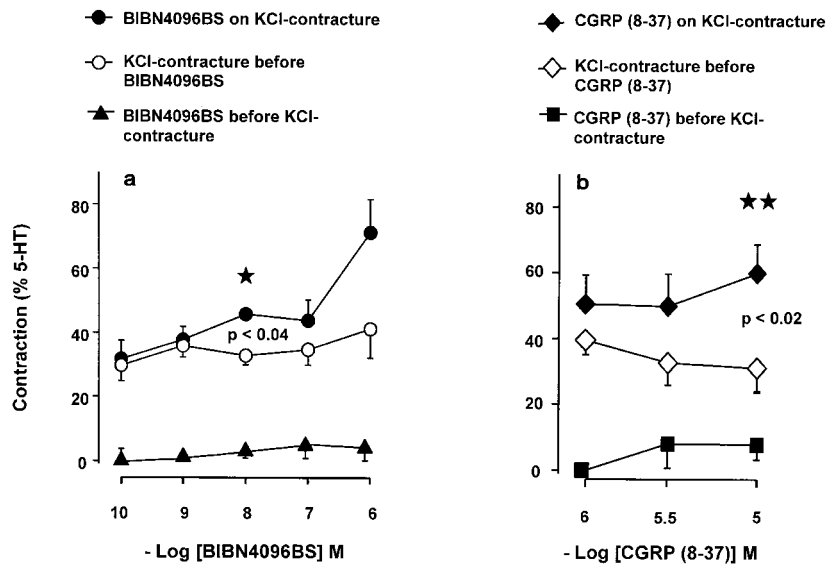 BIBN4096BS on KCl-contracture
KCl-contracture before
BIBN4096BS
BIBN4096BS before KCl-
contracture
CGRP (8-37) on KCl-contracture
KCl-contracture before
CGRP (8-37)
CGRP (8-37) before KCl-
contracture
Contraction (% 5-HT)
a
80
60
40
20
0
p < 0.04
10 9 8 7 6
- Log [BIBN4096BS] M
b
80
60
40
20
0
p < 0.02
6 5.5 5
- Log [CGRP (8-37)] M